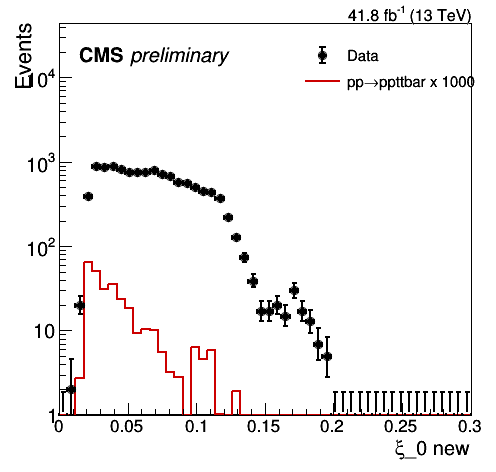 41.8 fb⁻¹ (13 TeV)
Events
CMS preliminary
Data
pp→ppttbar x 1000
10⁴
10³
10²
10
1
0 0.05 0.1 0.15 0.2 0.25 0.3
ξ_0 new